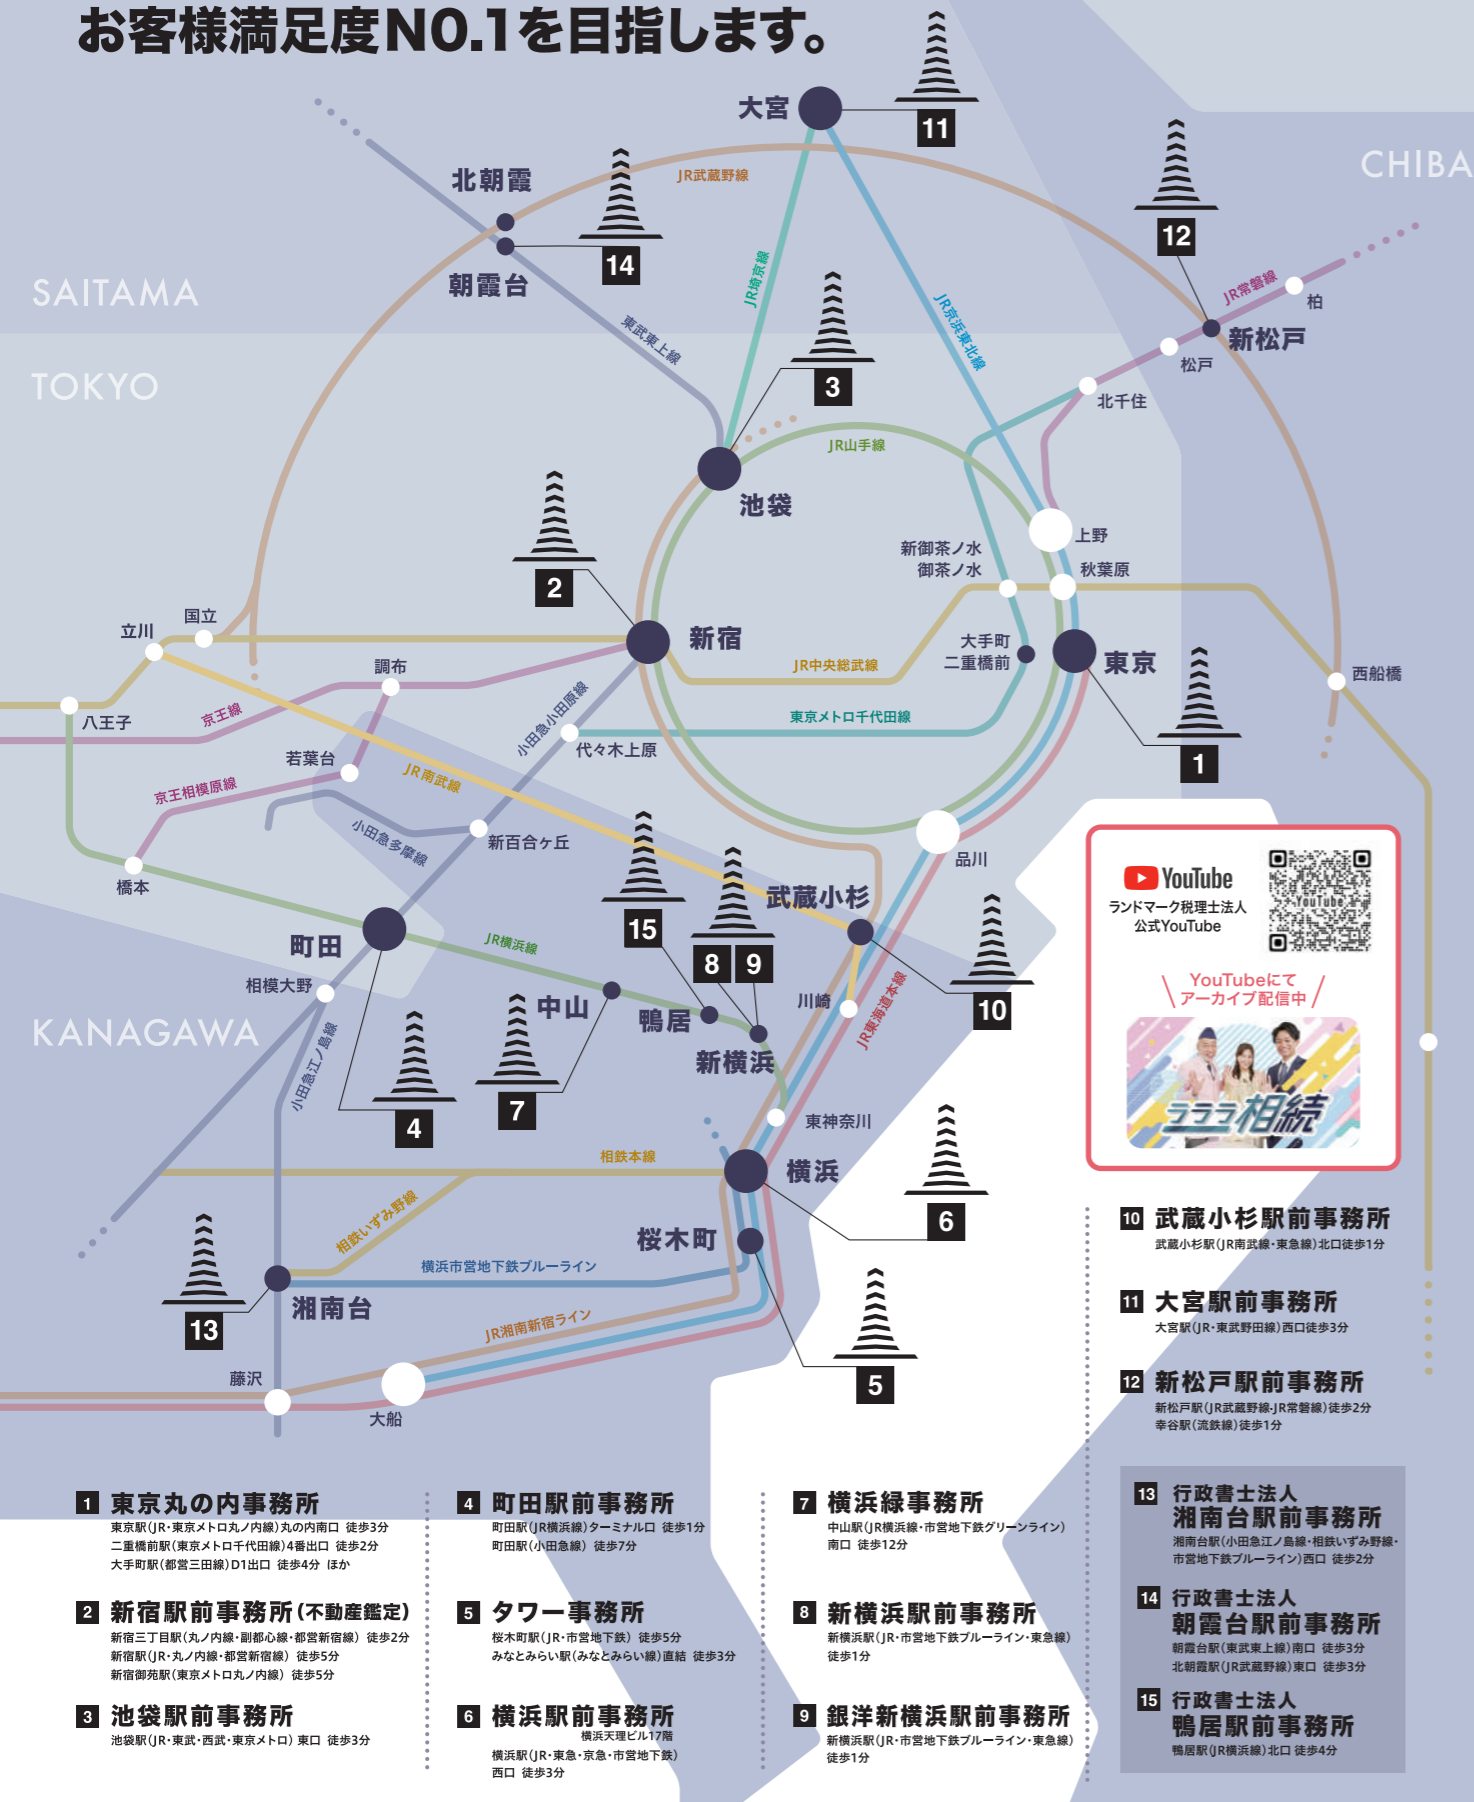 お客様満足度NO.1を目指します。
大宮
11
CHIBA
12
JR武蔵野線
北朝霞
14
朝霞台
SAITAMA
TOKYO
JR埼京線
東武東上線
3
JR京浜東北線
JR常磐線
柏
新松戸
松戸
北千住
JR山手線
池袋
2
上野
新御茶ノ水
御茶ノ水
秋葉原
立川
国立
新宿
調布
大手町
二重橋前
東京
JR中央総武線
西船橋
八王子
京王線
小田急小田原線
東京メトロ千代田線
代々木上原
1
若葉台
京王相模原線
JR南武線
小田急多摩線
新百合ヶ丘
品川
橋本
武蔵小杉
15
8
9
10
町田
JR横浜線
相模大野
中山
鴨居
新横浜
川崎
JR東海道本線
KANAGAWA
小田急江ノ島線
4
7
東神奈川
相鉄本線
横浜
6
相鉄いずみ野線
桜木町
横浜市営地下鉄ブルーライン
湘南台
13
JR湘南新宿ライン
5
藤沢
大船
YouTube
ランドマーク税理士法人
公式YouTube
YouTube
YouTubeにて
アーカイブ配信中
ラララ相続
1 東京丸の内事務所
東京駅(JR・東京メトロ丸ノ内線)丸の内南口 徒歩3分
二重橋前駅(東京メトロ千代田線)4番出口 徒歩2分
大手町駅(都営三田線)D1出口 徒歩4分 ほか
2 新宿駅前事務所(不動産鑑定)
新宿三丁目駅(丸ノ内線・副都心線・都営新宿線) 徒歩2分
新宿駅(JR・丸ノ内線・都営新宿線) 徒歩5分
新宿御苑駅(東京メトロ丸ノ内線) 徒歩5分
3 池袋駅前事務所
池袋駅(JR・東武・西武・東京メトロ) 東口 徒歩3分
4 町田駅前事務所
町田駅(JR横浜線)ターミナル口 徒歩1分
町田駅(小田急線) 徒歩7分
5 タワー事務所
桜木町駅(JR・市営地下鉄) 徒歩5分
みなとみらい駅(みなとみらい線)直結 徒歩3分
6 横浜駅前事務所
横浜天理ビル17階
横浜駅(JR・東急・京急・市営地下鉄)
西口 徒歩3分
7 横浜緑事務所
中山駅(JR横浜線・市営地下鉄グリーンライン)
南口 徒歩12分
8 新横浜駅前事務所
新横浜駅(JR・市営地下鉄ブルーライン・東急線)
徒歩1分
9 銀洋新横浜駅前事務所
新横浜駅(JR・市営地下鉄ブルーライン・東急線)
徒歩1分
10 武蔵小杉駅前事務所
武蔵小杉駅(JR南武線・東急線)北口徒歩1分
11 大宮駅前事務所
大宮駅(JR・東武野田線)西口徒歩3分
12 新松戸駅前事務所
新松戸駅(JR武蔵野線・JR常磐線)徒歩2分
幸谷駅(流鉄線)徒歩1分
13 行政書士法人
湘南台駅前事務所
湘南台駅(小田急江ノ島線・相鉄いずみ野線・
市営地下鉄ブルーライン)西口 徒歩2分
14 行政書士法人
朝霞台駅前事務所
朝霞台駅(東武東上線)南口 徒歩3分
北朝霞駅(JR武蔵野線)東口 徒歩3分
15 行政書士法人
鴨居駅前事務所
鴨居駅(JR横浜線)北口 徒歩4分